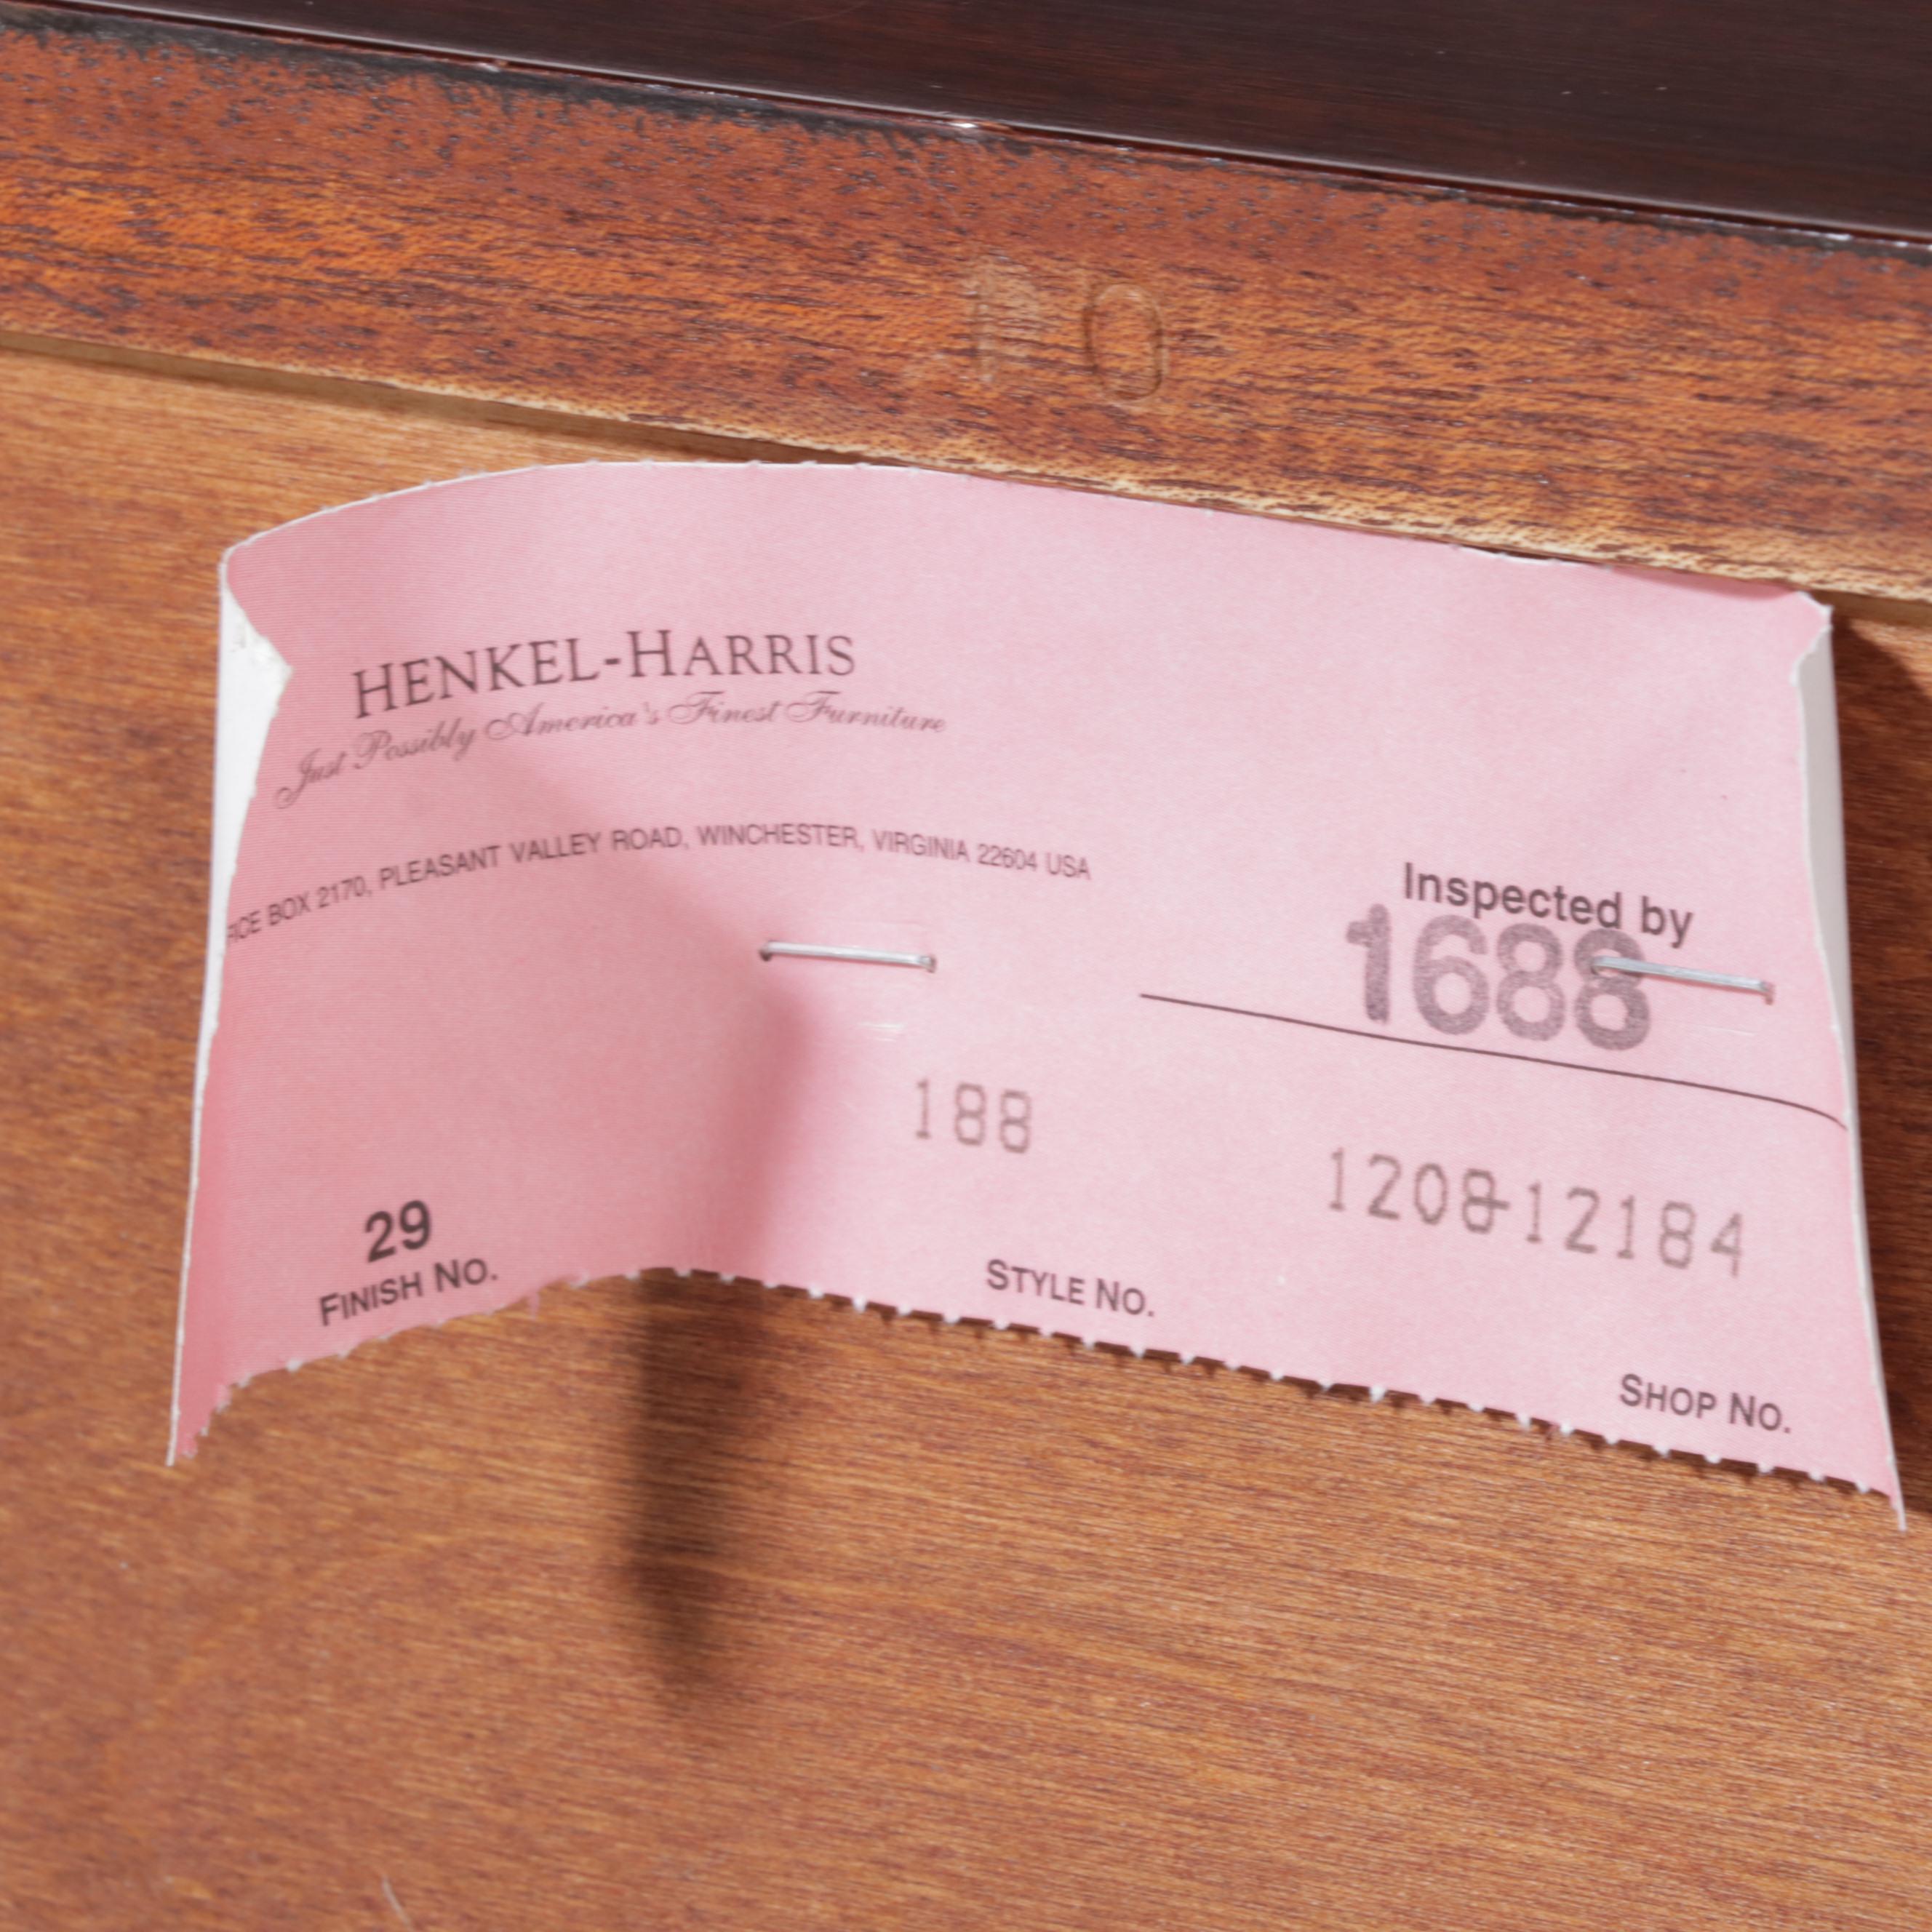 10
HENKEL-HARRIS
Just Possibly America's Finest Furniture
BOX 2170, PLEASANT VALLEY ROAD, WINCHESTER, VIRGINIA 22604 USA
Inspected by
1688
188
1208-12184
29
FINISH NO.
STYLE NO.
SHOP NO.